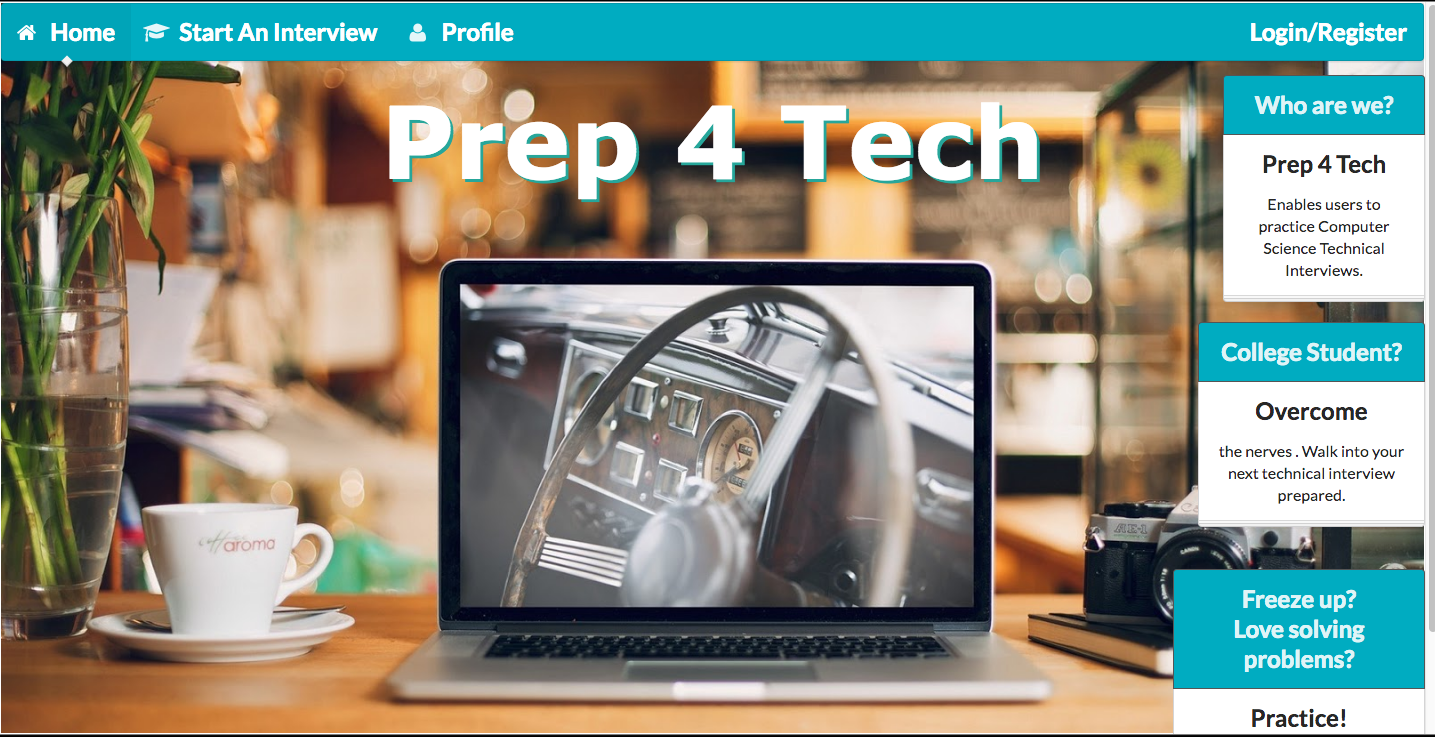 Home Start An Interview Profile Login/Register
Prep 4 Tech
Who are we?
Prep 4 Tech
Enables users to
practice Computer
Science Technical
Interviews.
College Student?
Overcome
the nerves . Walk into your
next technical interview
prepared.
Freeze up?
Love solving
problems?
Practice!
aroma
AE-1
CANON